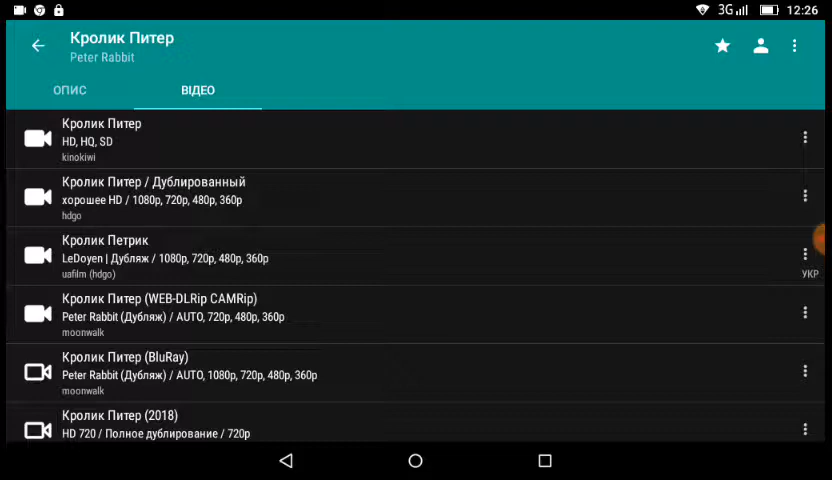 3G 12:26
Кролик Питер
Peter Rabbit
ОПИС ВІДЕО
Кролик Питер
HD, HQ, SD
kinokiwi
Кролик Питер / Дублированный
хорошее HD / 1080p, 720p, 480p, 360p
hdgo
Кролик Петрик
LeDoyen | Дубляж / 1080p, 720p, 480p, 360p
uafilm (hdgo) УКР
Кролик Питер (WEB-DLRip CAMRip)
Peter Rabbit (Дубляж) / AUTO, 720p, 480p, 360p
moonwalk
Кролик Питер (BluRay)
Peter Rabbit (Дубляж) / AUTO, 1080p, 720p, 480p, 360p
moonwalk
Кролик Питер (2018)
HD 720 / Полное дублирование / 720p